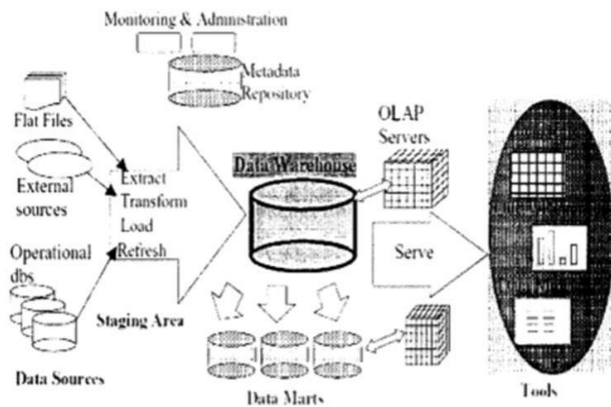 Monitoring & Administration
Metadata
Repository
Flat Files
External
sources
Operational
dbs
Extract
Transform
Load
Refresh
Staging Area
Data Sources
Data Warehouse
OLAP
Servers
Serve
Data Marts
Tools